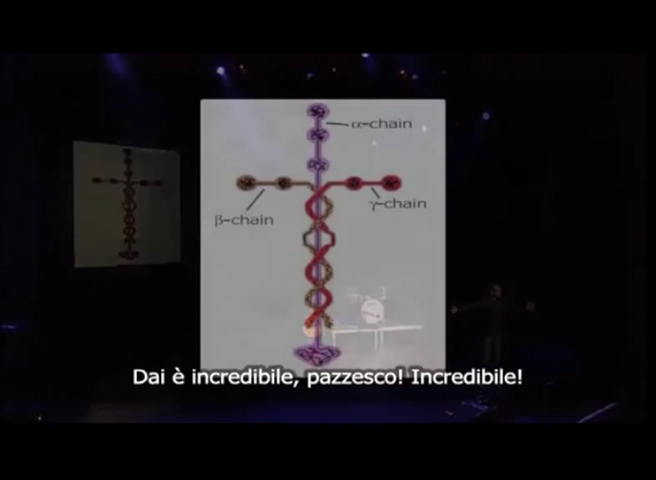 α-chain
γ-chain
β-chain
Dai è incredibile, pazzesco! Incredibile!